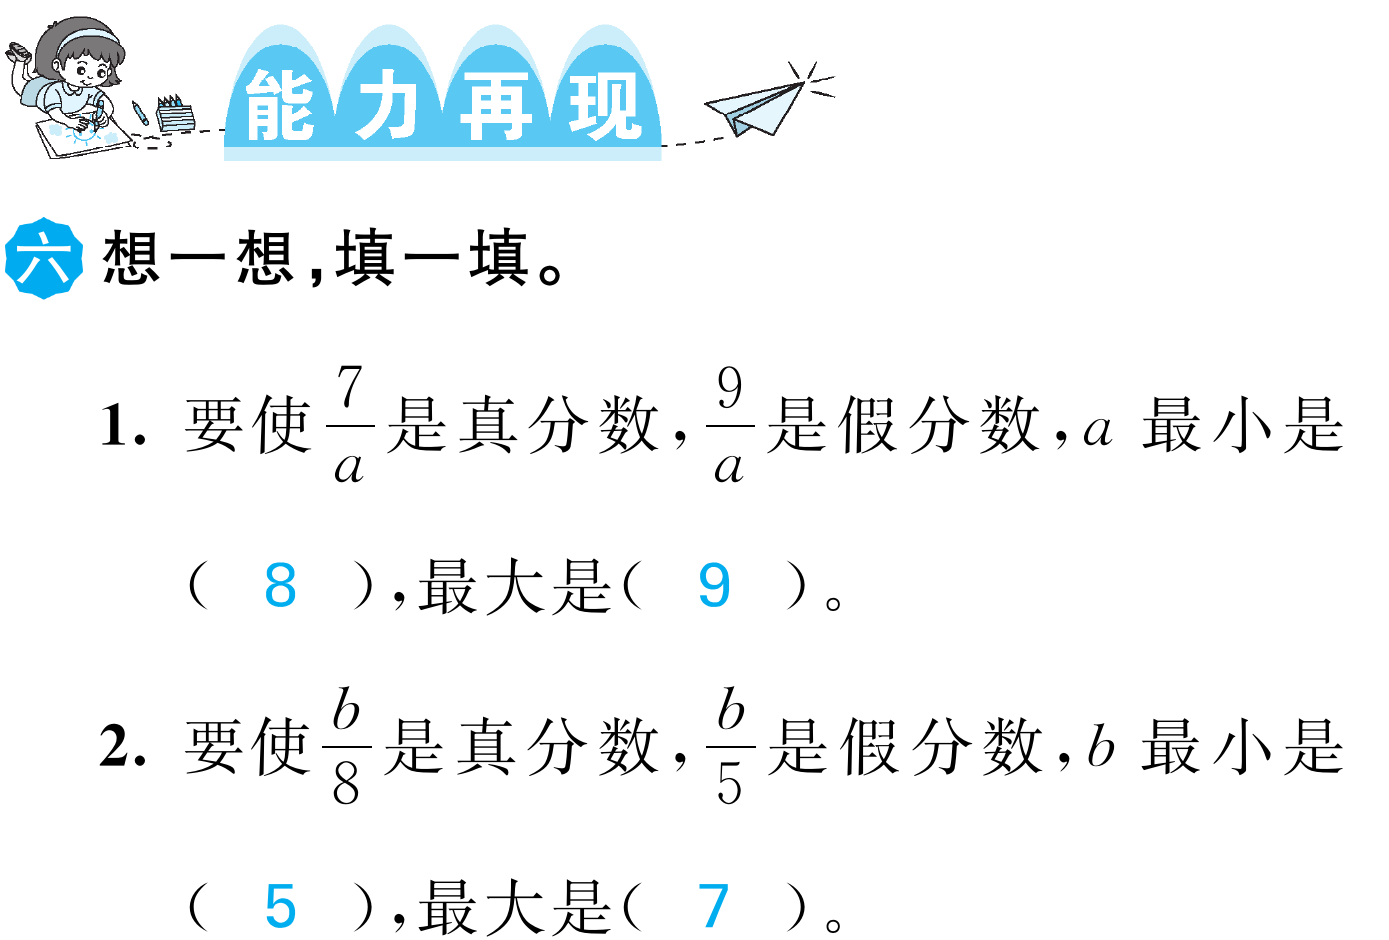 能力再现
六 想一想,填一填。
1. 要使7/a是真分数,9/a是假分数,a 最小是
( 8 ),最大是( 9 )。
2. 要使b/8是真分数,b/5是假分数,b 最小是
( 5 ),最大是( 7 )。